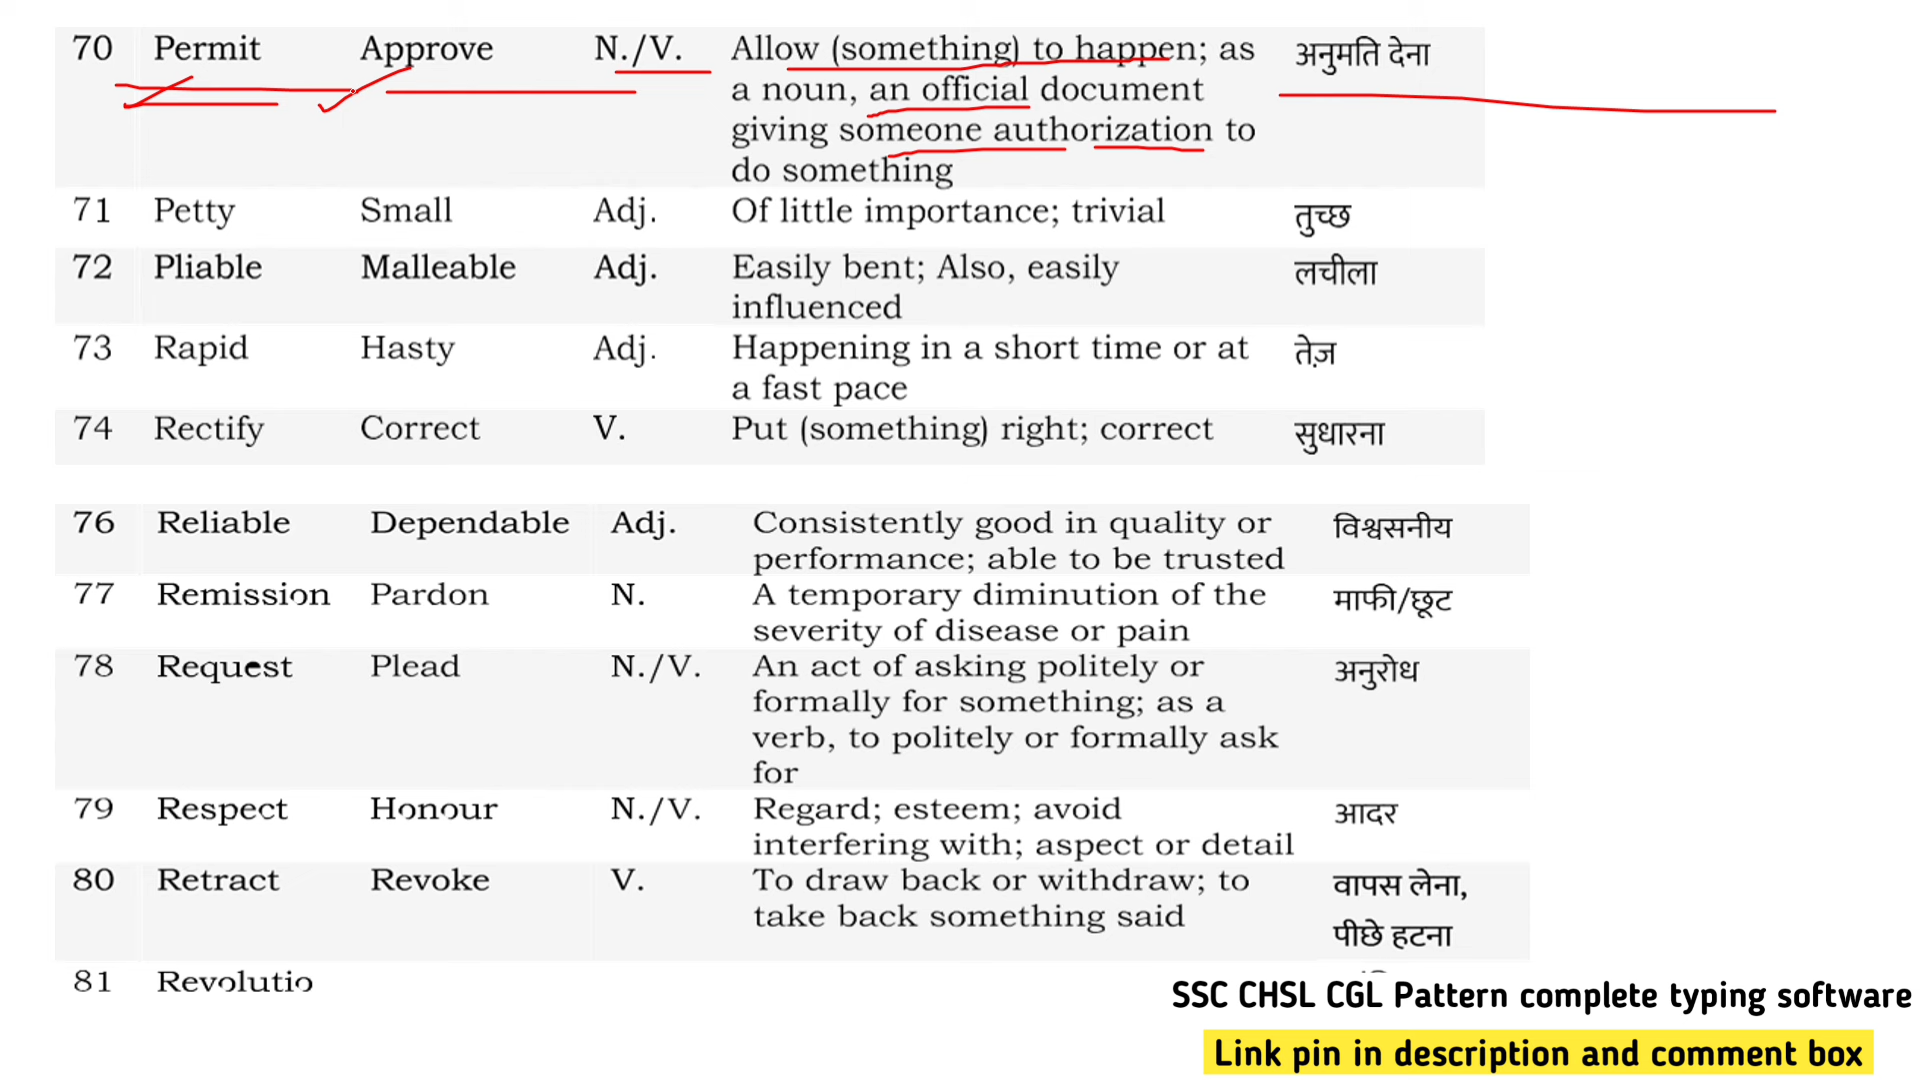 70 Permit Approve N./V. Allow (something) to happen; as अनुमति देना
a noun, an official document
giving someone authorization to
do something
71 Petty Small Adj. Of little importance; trivial तुच्छ
72 Pliable Malleable Adj. Easily bent; Also, easily लचीला
influenced
73 Rapid Hasty Adj. Happening in a short time or at तेज़
a fast pace
74 Rectify Correct V. Put (something) right; correct सुधारना
76 Reliable Dependable Adj. Consistently good in quality or विश्वसनीय
performance; able to be trusted
77 Remission Pardon N. A temporary diminution of the माफी/छूट
severity of disease or pain
78 Request Plead N./V. An act of asking politely or अनुरोध
formally for something; as a
verb, to politely or formally ask
for
79 Respect Honour N./V. Regard; esteem; avoid आदर
interfering with; aspect or detail
80 Retract Revoke V. To draw back or withdraw; to वापस लेना,
take back something said
पीछे हटना
81 Revolutio
SSC CHSL CGL Pattern complete typing software
Link pin in description and comment box